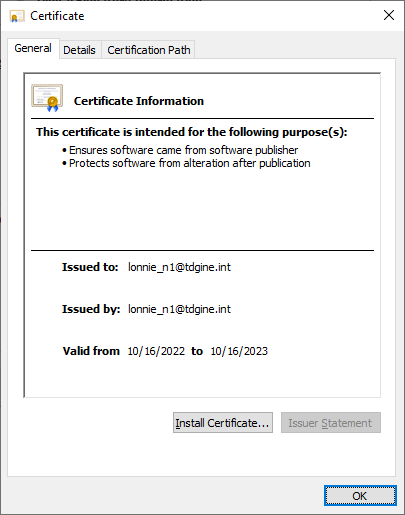 Certificate
General Details Certification Path
Certificate Information
This certificate is intended for the following purpose(s):
• Ensures software came from software publisher
• Protects software from alteration after publication
Issued to: lonnie_n1@tdgine.int
Issued by: lonnie_n1@tdgine.int
Valid from 10/16/2022 to 10/16/2023
Install Certificate... Issuer Statement
OK